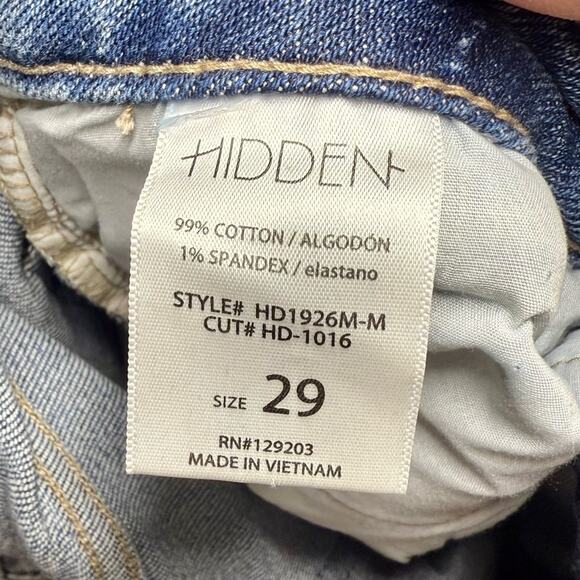 HIDDEN
99% COTTON / ALGODÓN
1% SPANDEX / elastano
STYLE# HD1926M-M
CUT# HD-1016
SIZE 29
RN#129203
MADE IN VIETNAM